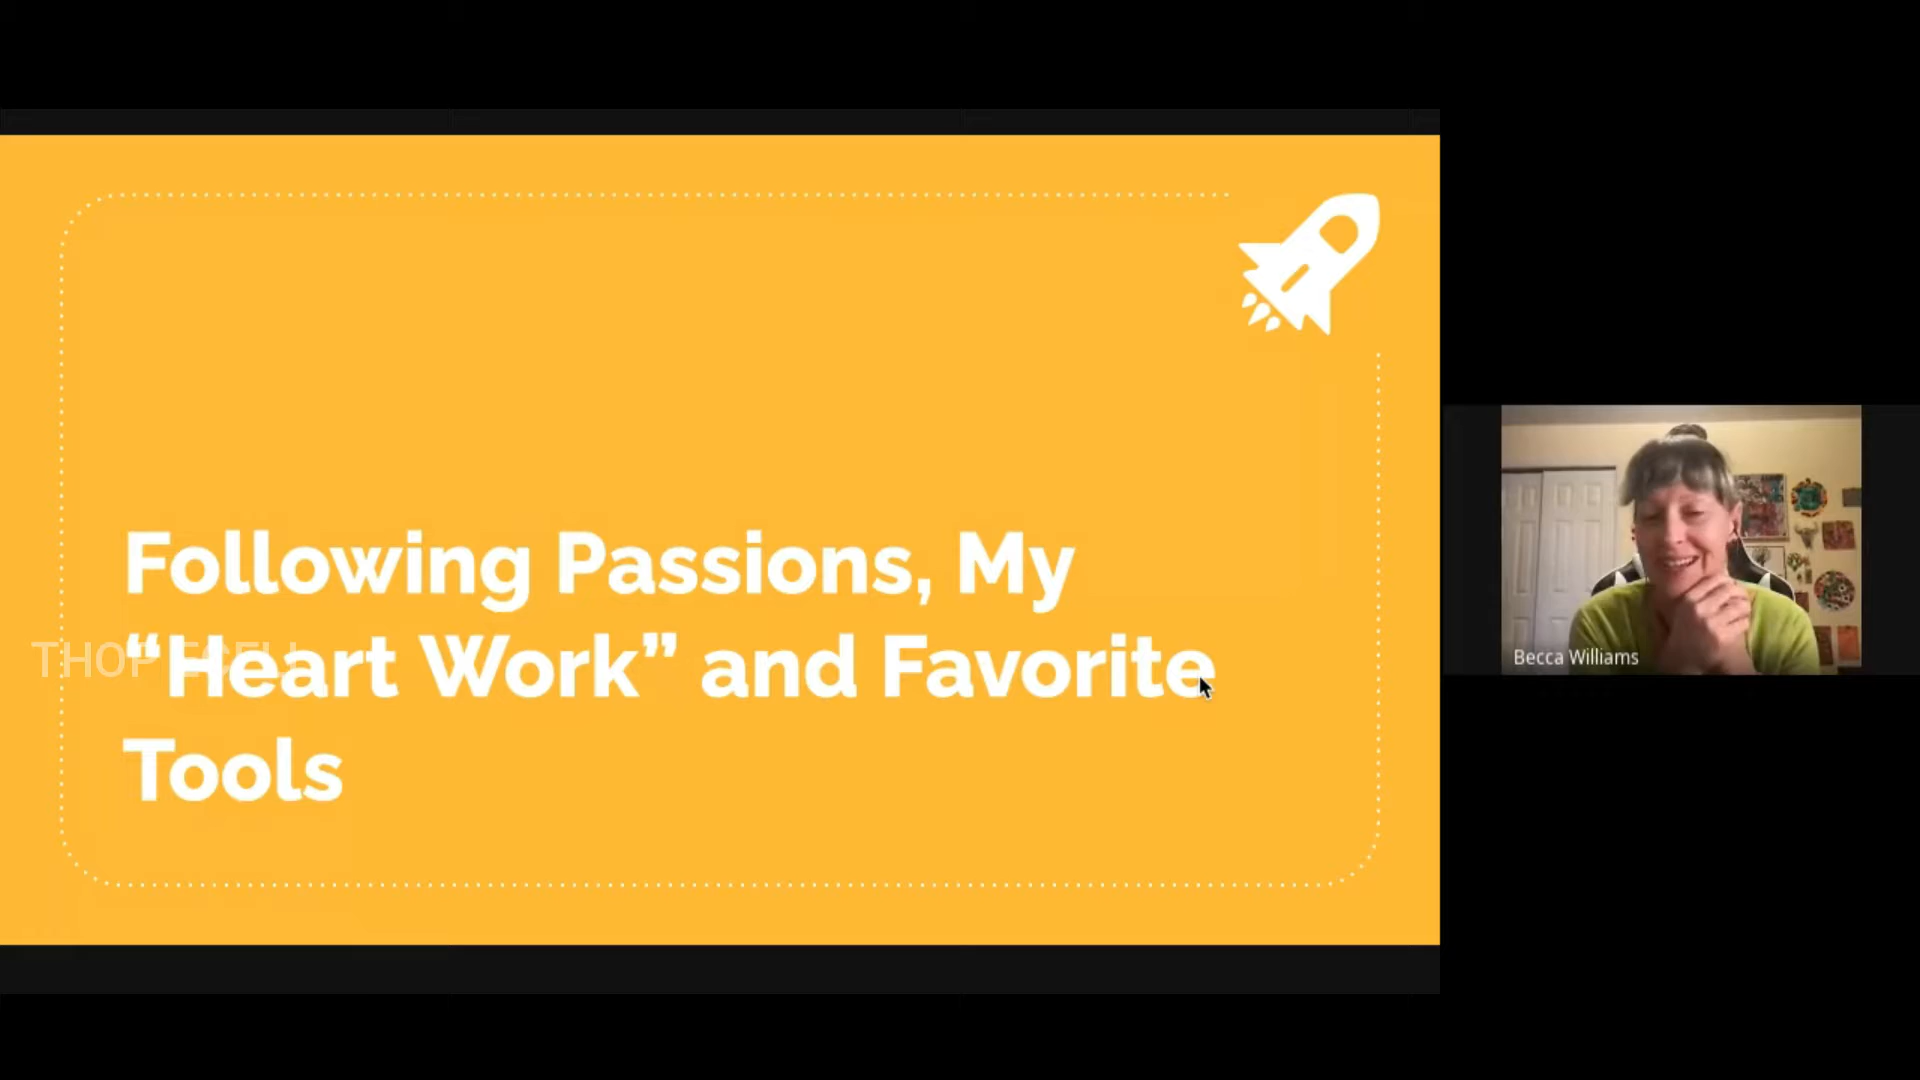 Following Passions, My
“Heart Work” and Favorite
Tools
Becca Williams